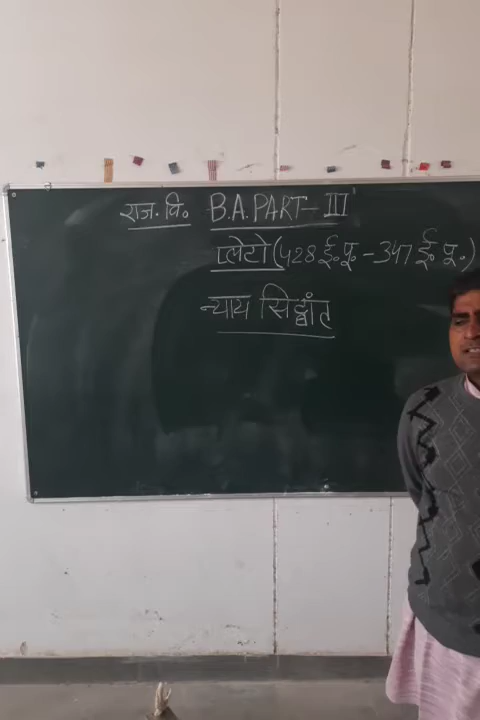 राज. वि. B.A. PART-III
प्लेटो (428 ई. पू. - 347 ई. पू.)
न्याय सिद्धांत